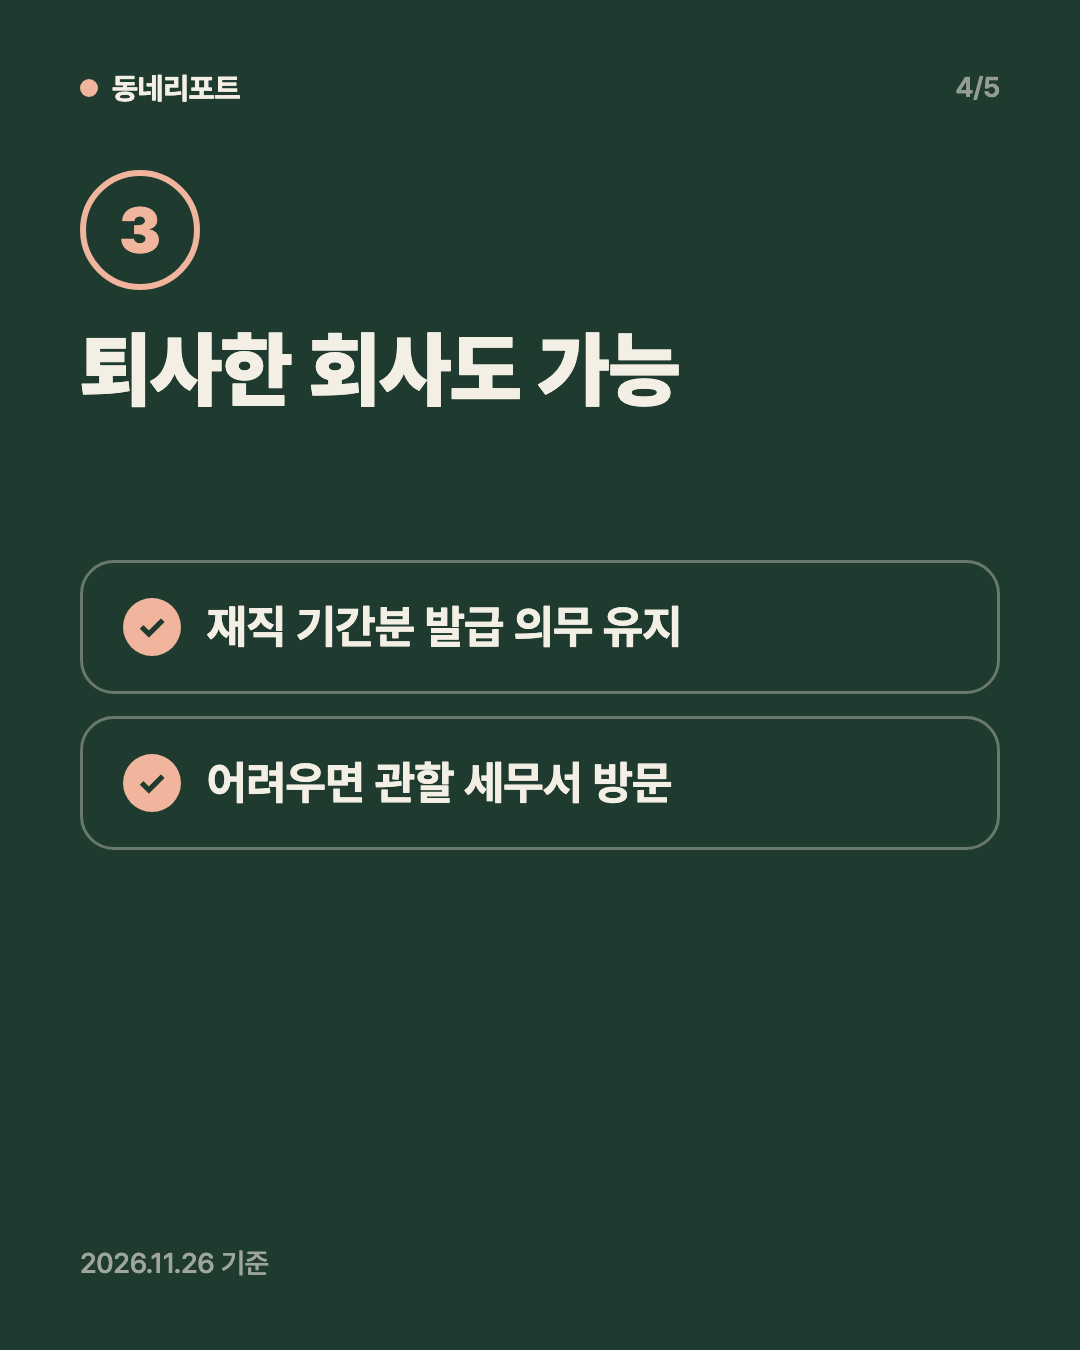 동네리포트
4/5
3
퇴사한 회사도 가능
재직 기간분 발급 의무 유지
어려우면 관할 세무서 방문
2026.11.26 기준